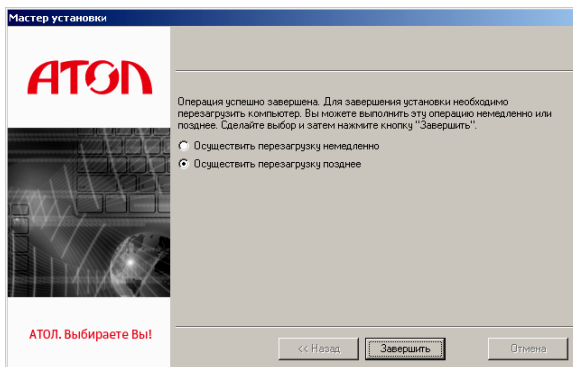 Мастер установки
АТОЛ
Операция успешно завершена. Для завершения установки необходимо
перезагрузить компьютер. Вы можете выполнить эту операцию немедленно или
позднее. Сделайте выбор и затем нажмите кнопку "Завершить".
Осуществить перезагрузку немедленно
Осуществить перезагрузку позднее
АТОЛ. Выбираете Вы!
<< Назад
Завершить
Отмена